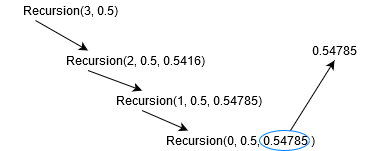 Recursion(3, 0.5)
0.54785
Recursion(2, 0.5, 0.5416)
Recursion(1, 0.5, 0.54785)
Recursion(0, 0.5, 0.54785 )